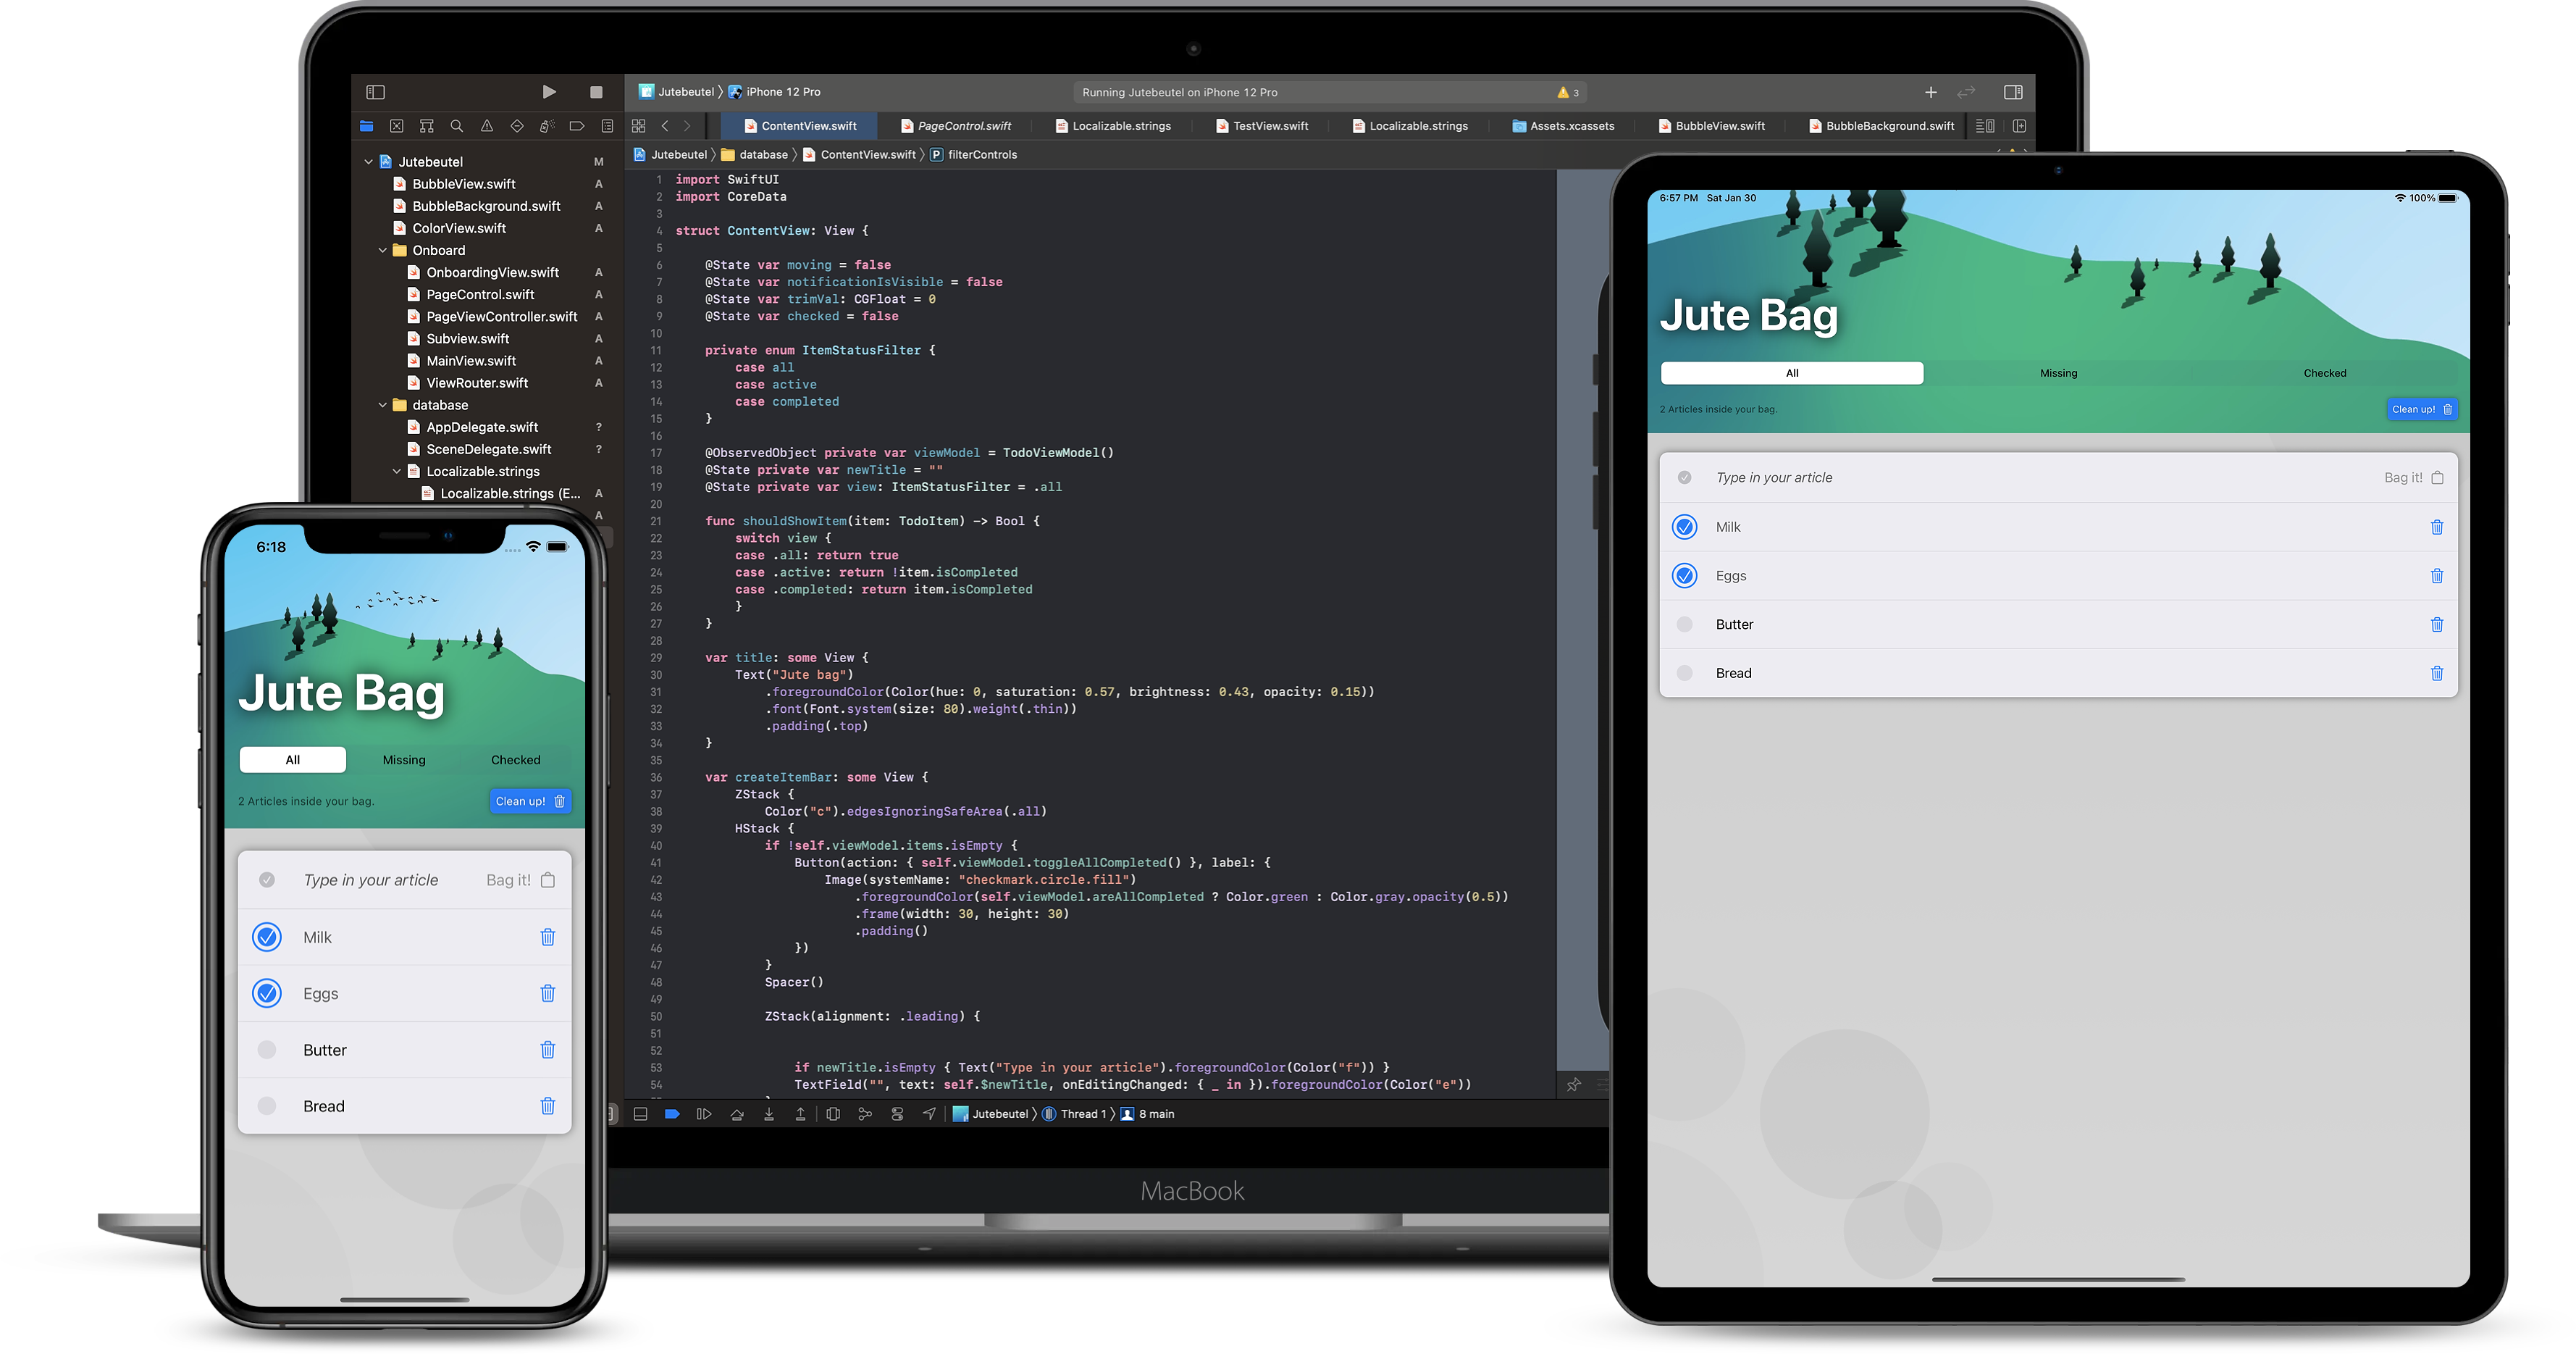 Jutebeutel iPhone 12 Pro
Running Jutebeutel on iPhone 12 Pro
3
ContentView.swift
PageControl.swift
Localizable.strings
TestView.swift
Localizable.strings
Assets.xcassets
BubbleView.swift
BubbleBackground.swift
Jutebeutel database ContentView.swift P filterControls
Jutebeutel M
BubbleView.swift A
BubbleBackground.swift A
ColorView.swift A
Onboard
OnboardingView.swift A
PageControl.swift A
PageViewController.swift A
Subview.swift A
MainView.swift A
ViewRouter.swift A
database
AppDelegate.swift ?
SceneDelegate.swift ?
Localizable.strings
Localizable.strings (E... A
A
1 import SwiftUI
2 import CoreData
3
4 struct ContentView: View {
5
6 @State var moving = false
7 @State var notificationIsVisible = false
8 @State var trimVal: CGFloat = 0
9 @State var checked = false
10
11 private enum ItemStatusFilter {
12 case all
13 case active
14 case completed
15 }
16
17 @ObservedObject private var viewModel = TodoViewModel()
18 @State private var newTitle = ""
19 @State private var view: ItemStatusFilter = .all
20
21 func shouldShowItem(item: TodoItem) -> Bool {
22 switch view {
23 case .all: return true
24 case .active: return !item.isCompleted
25 case .completed: return item.isCompleted
26 }
27 }
28
29 var title: some View {
30 Text("Jute bag")
31 .foregroundColor(Color(hue: 0, saturation: 0.57, brightness: 0.43, opacity: 0.15))
32 .font(Font.system(size: 80).weight(.thin))
33 .padding(.top)
34 }
35
36 var createItemBar: some View {
37 ZStack {
38 Color("c").edgesIgnoringSafeArea(.all)
39 HStack {
40 if !self.viewModel.items.isEmpty {
41 Button(action: { self.viewModel.toggleAllCompleted() }, label: {
42 Image(systemName: "checkmark.circle.fill")
43 .foregroundColor(self.viewModel.areAllCompleted ? Color.green : Color.gray.opacity(0.5))
44 .frame(width: 30, height: 30)
45 .padding()
46 })
47 }
48 Spacer()
49
50 ZStack(alignment: .leading) {
51
52
53 if newTitle.isEmpty { Text("Type in your article").foregroundColor(Color("f")) }
54 TextField("", text: self.$newTitle, onEditingChanged: { _ in }).foregroundColor(Color("e"))
Jutebeutel Thread 1 8 main
MacBook
6:18
Jute Bag
All Missing Checked
2 Articles inside your bag. Clean up!
Type in your article Bag it!
Milk
Eggs
Butter
Bread
6:57 PM Sat Jan 30 100%
Jute Bag
All Missing Checked
2 Articles inside your bag. Clean up!
Type in your article Bag it!
Milk
Eggs
Butter
Bread